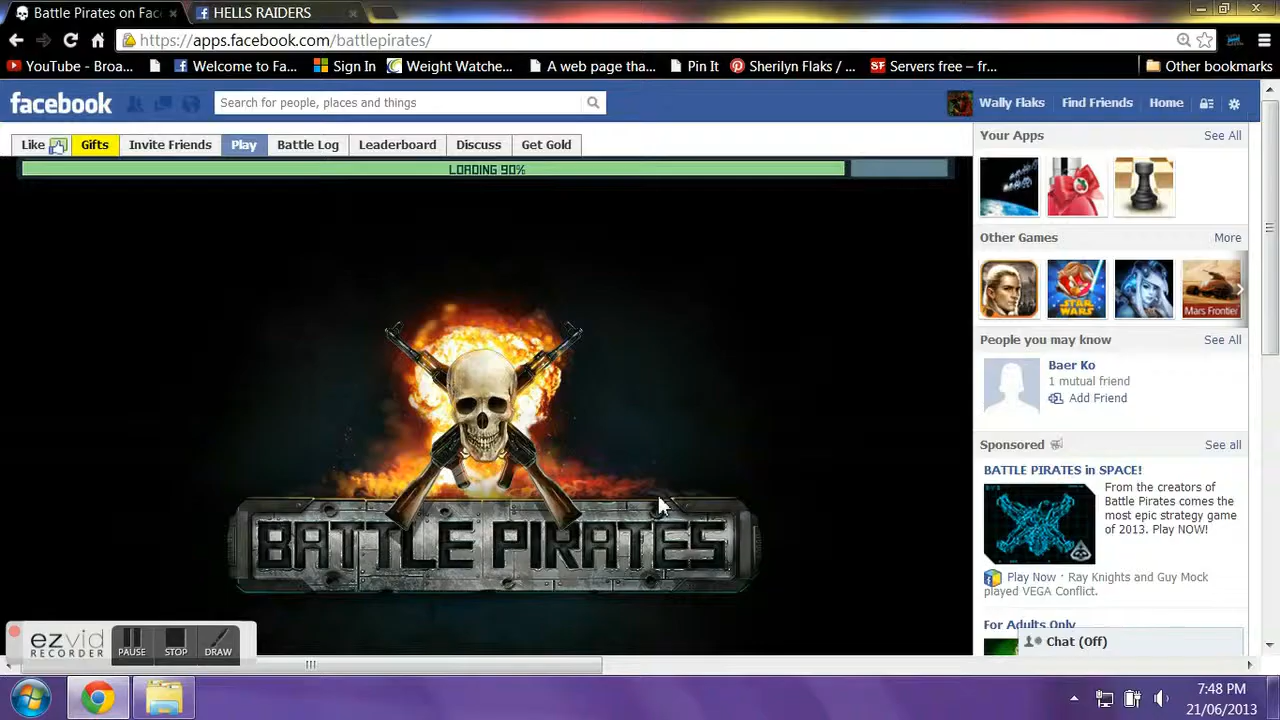 Battle Pirates on Fac
HELLS RAIDERS
https://apps.facebook.com/battlepirates/
YouTube - Broa...
Welcome to Fa...
Sign In
Weight Watche...
A web page tha...
Pin It
Sherilyn Flaks / ...
SF
Servers free – fr...
Other bookmarks
facebook
Search for people, places and things
Wally Flaks
Find Friends
Home
Like
Gifts
Invite Friends
Play
Battle Log
Leaderboard
Discuss
Get Gold
LOADING 90%
BATTLE PIRATES
Your Apps
See All
Other Games
More
STAR WARS
Mars Frontier
People you may know
See All
Baer Ko
1 mutual friend
Add Friend
Sponsored
See all
BATTLE PIRATES in SPACE!
From the creators of
Battle Pirates comes the
most epic strategy game
of 2013. Play NOW!
Play Now · Ray Knights and Guy Mock
played VEGA Conflict.
For Adults Only
Chat (Off)
ezvid
RECORDER
PAUSE
STOP
DRAW
7:48 PM
21/06/2013